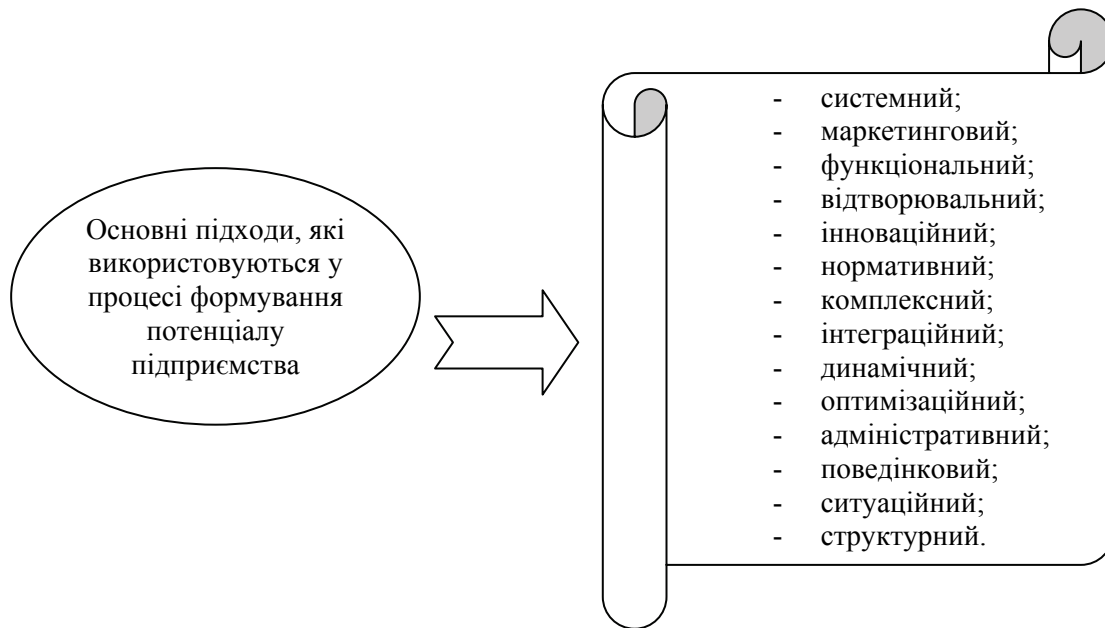 Основні підходи, які
використовуються у
процесі формування
потенціалу
підприємства
- системний;
- маркетинговий;
- функціональний;
- відтворювальний;
- інноваційний;
- нормативний;
- комплексний;
- інтеграційний;
- динамічний;
- оптимізаційний;
- адміністративний;
- поведінковий;
- ситуаційний;
- структурний.